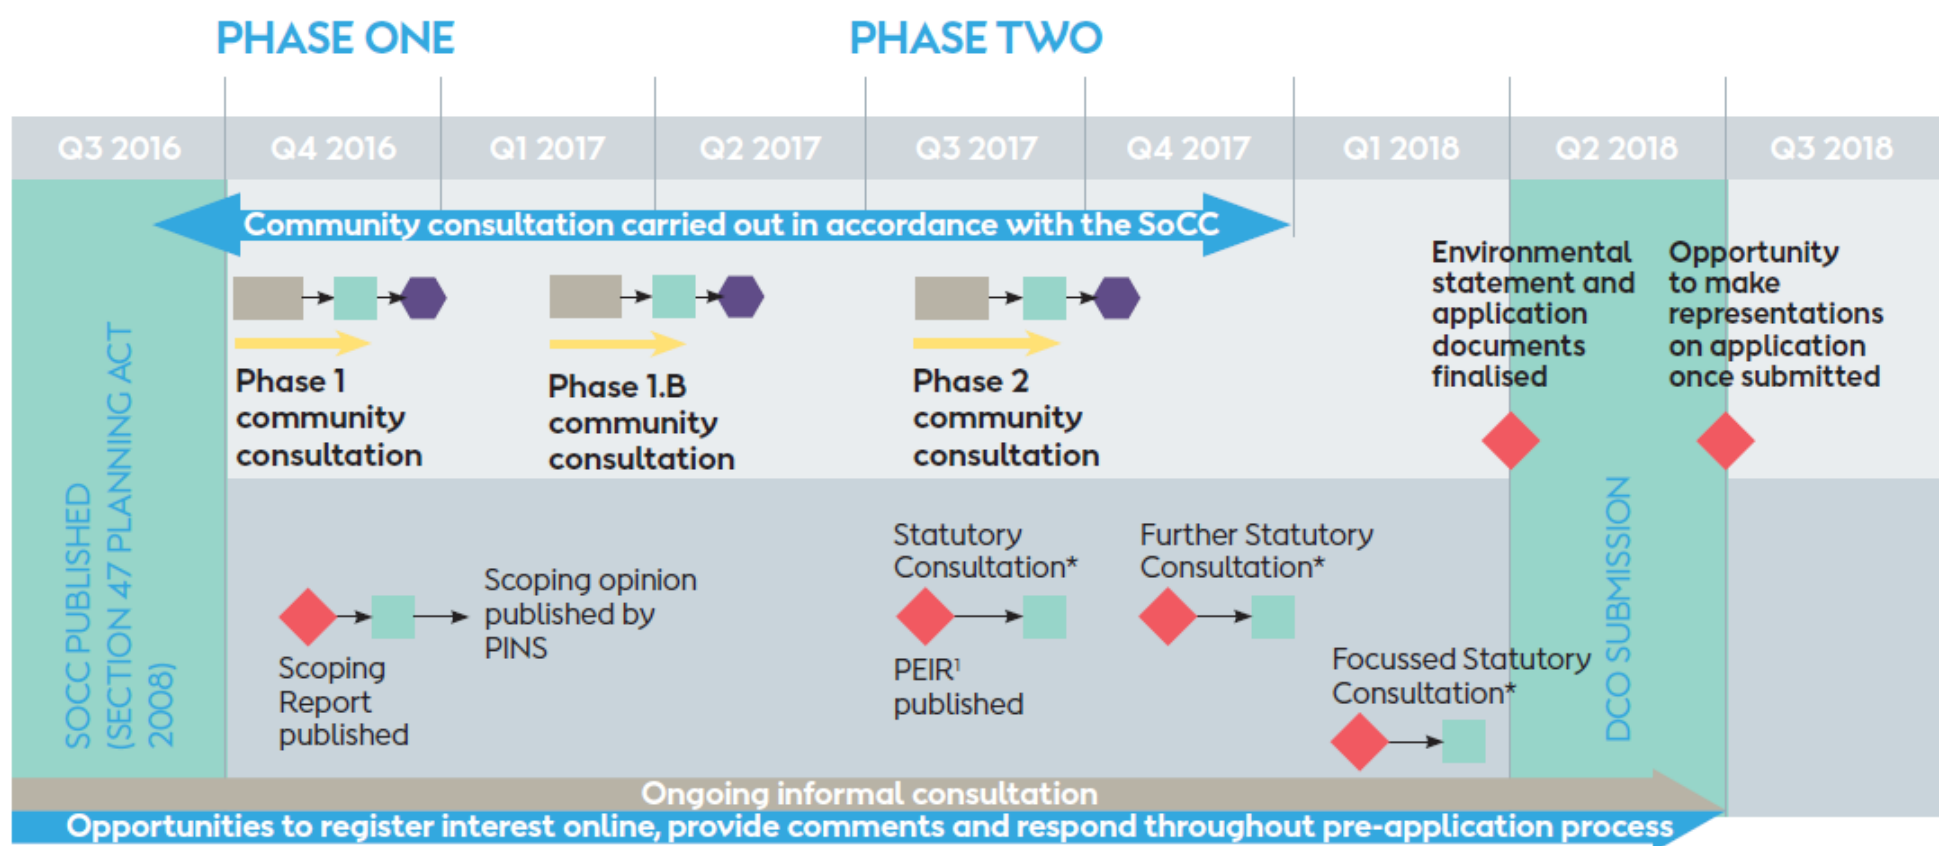 PHASE ONE
PHASE TWO
Q3 2016
Q4 2016
Q1 2017
Q2 2017
Q3 2017
Q4 2017
Q1 2018
Q2 2018
Q3 2018
Community consultation carried out in accordance with the SoCC
SOCC PUBLISHED
(SECTION 47 PLANNING ACT
2008)
Phase 1
community
consultation
Phase 1.B
community
consultation
Phase 2
community
consultation
Environmental
statement and
application
documents
finalised
Opportunity
to make
representations
on application
once submitted
Scoping
Report
published
Scoping opinion
published by
PINS
Statutory
Consultation*
PEIR¹
published
Further Statutory
Consultation*
Focussed Statutory
Consultation*
DCO SUBMISSION
Ongoing informal consultation
Opportunities to register interest online, provide comments and respond throughout pre-application process